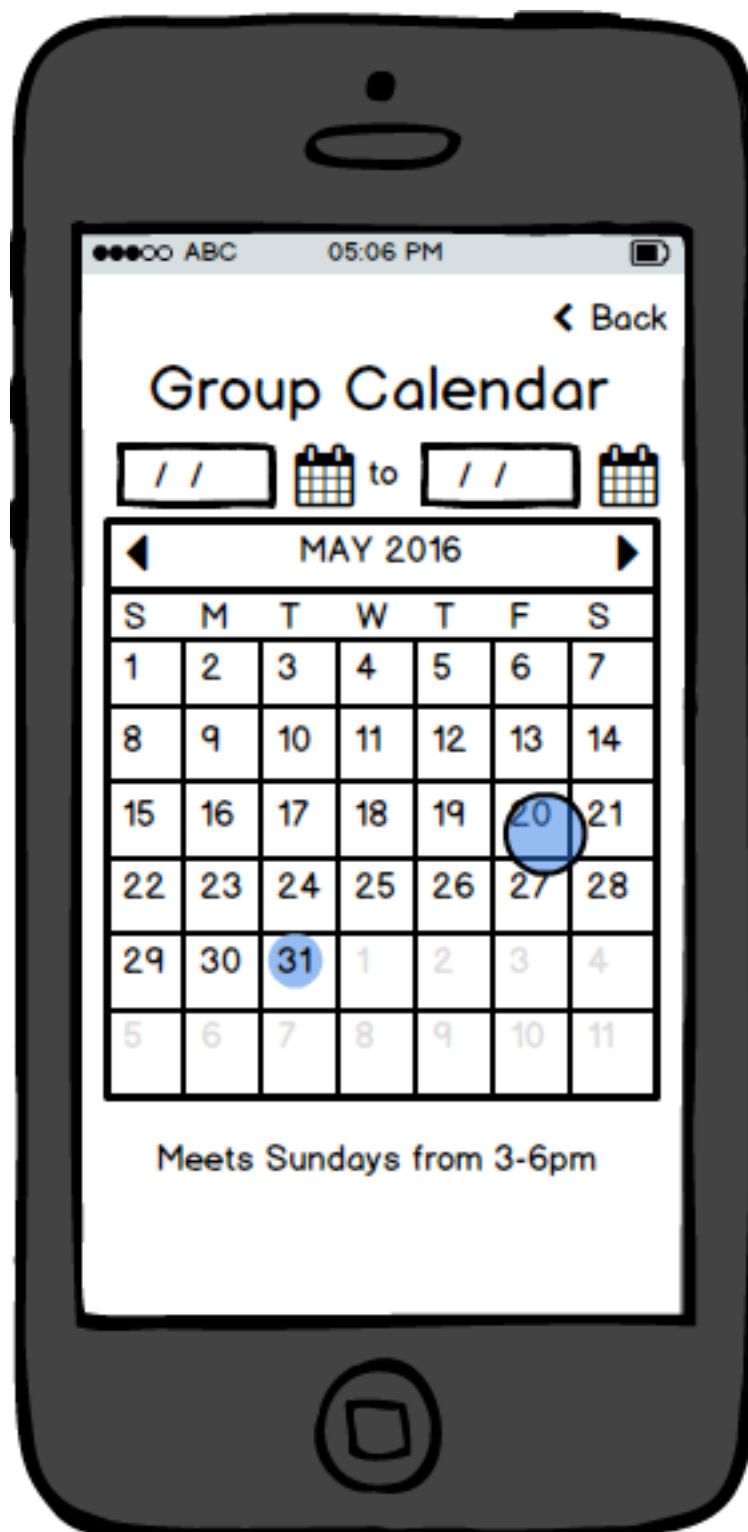 ABC 05:06 PM
Back
Group Calendar
/ / to / /
MAY 2016
S M T W T F S
1 2 3 4 5 6 7
8 9 10 11 12 13 14
15 16 17 18 19 20 21
22 23 24 25 26 27 28
29 30 31 1 2 3 4
5 6 7 8 9 10 11
Meets Sundays from 3-6pm